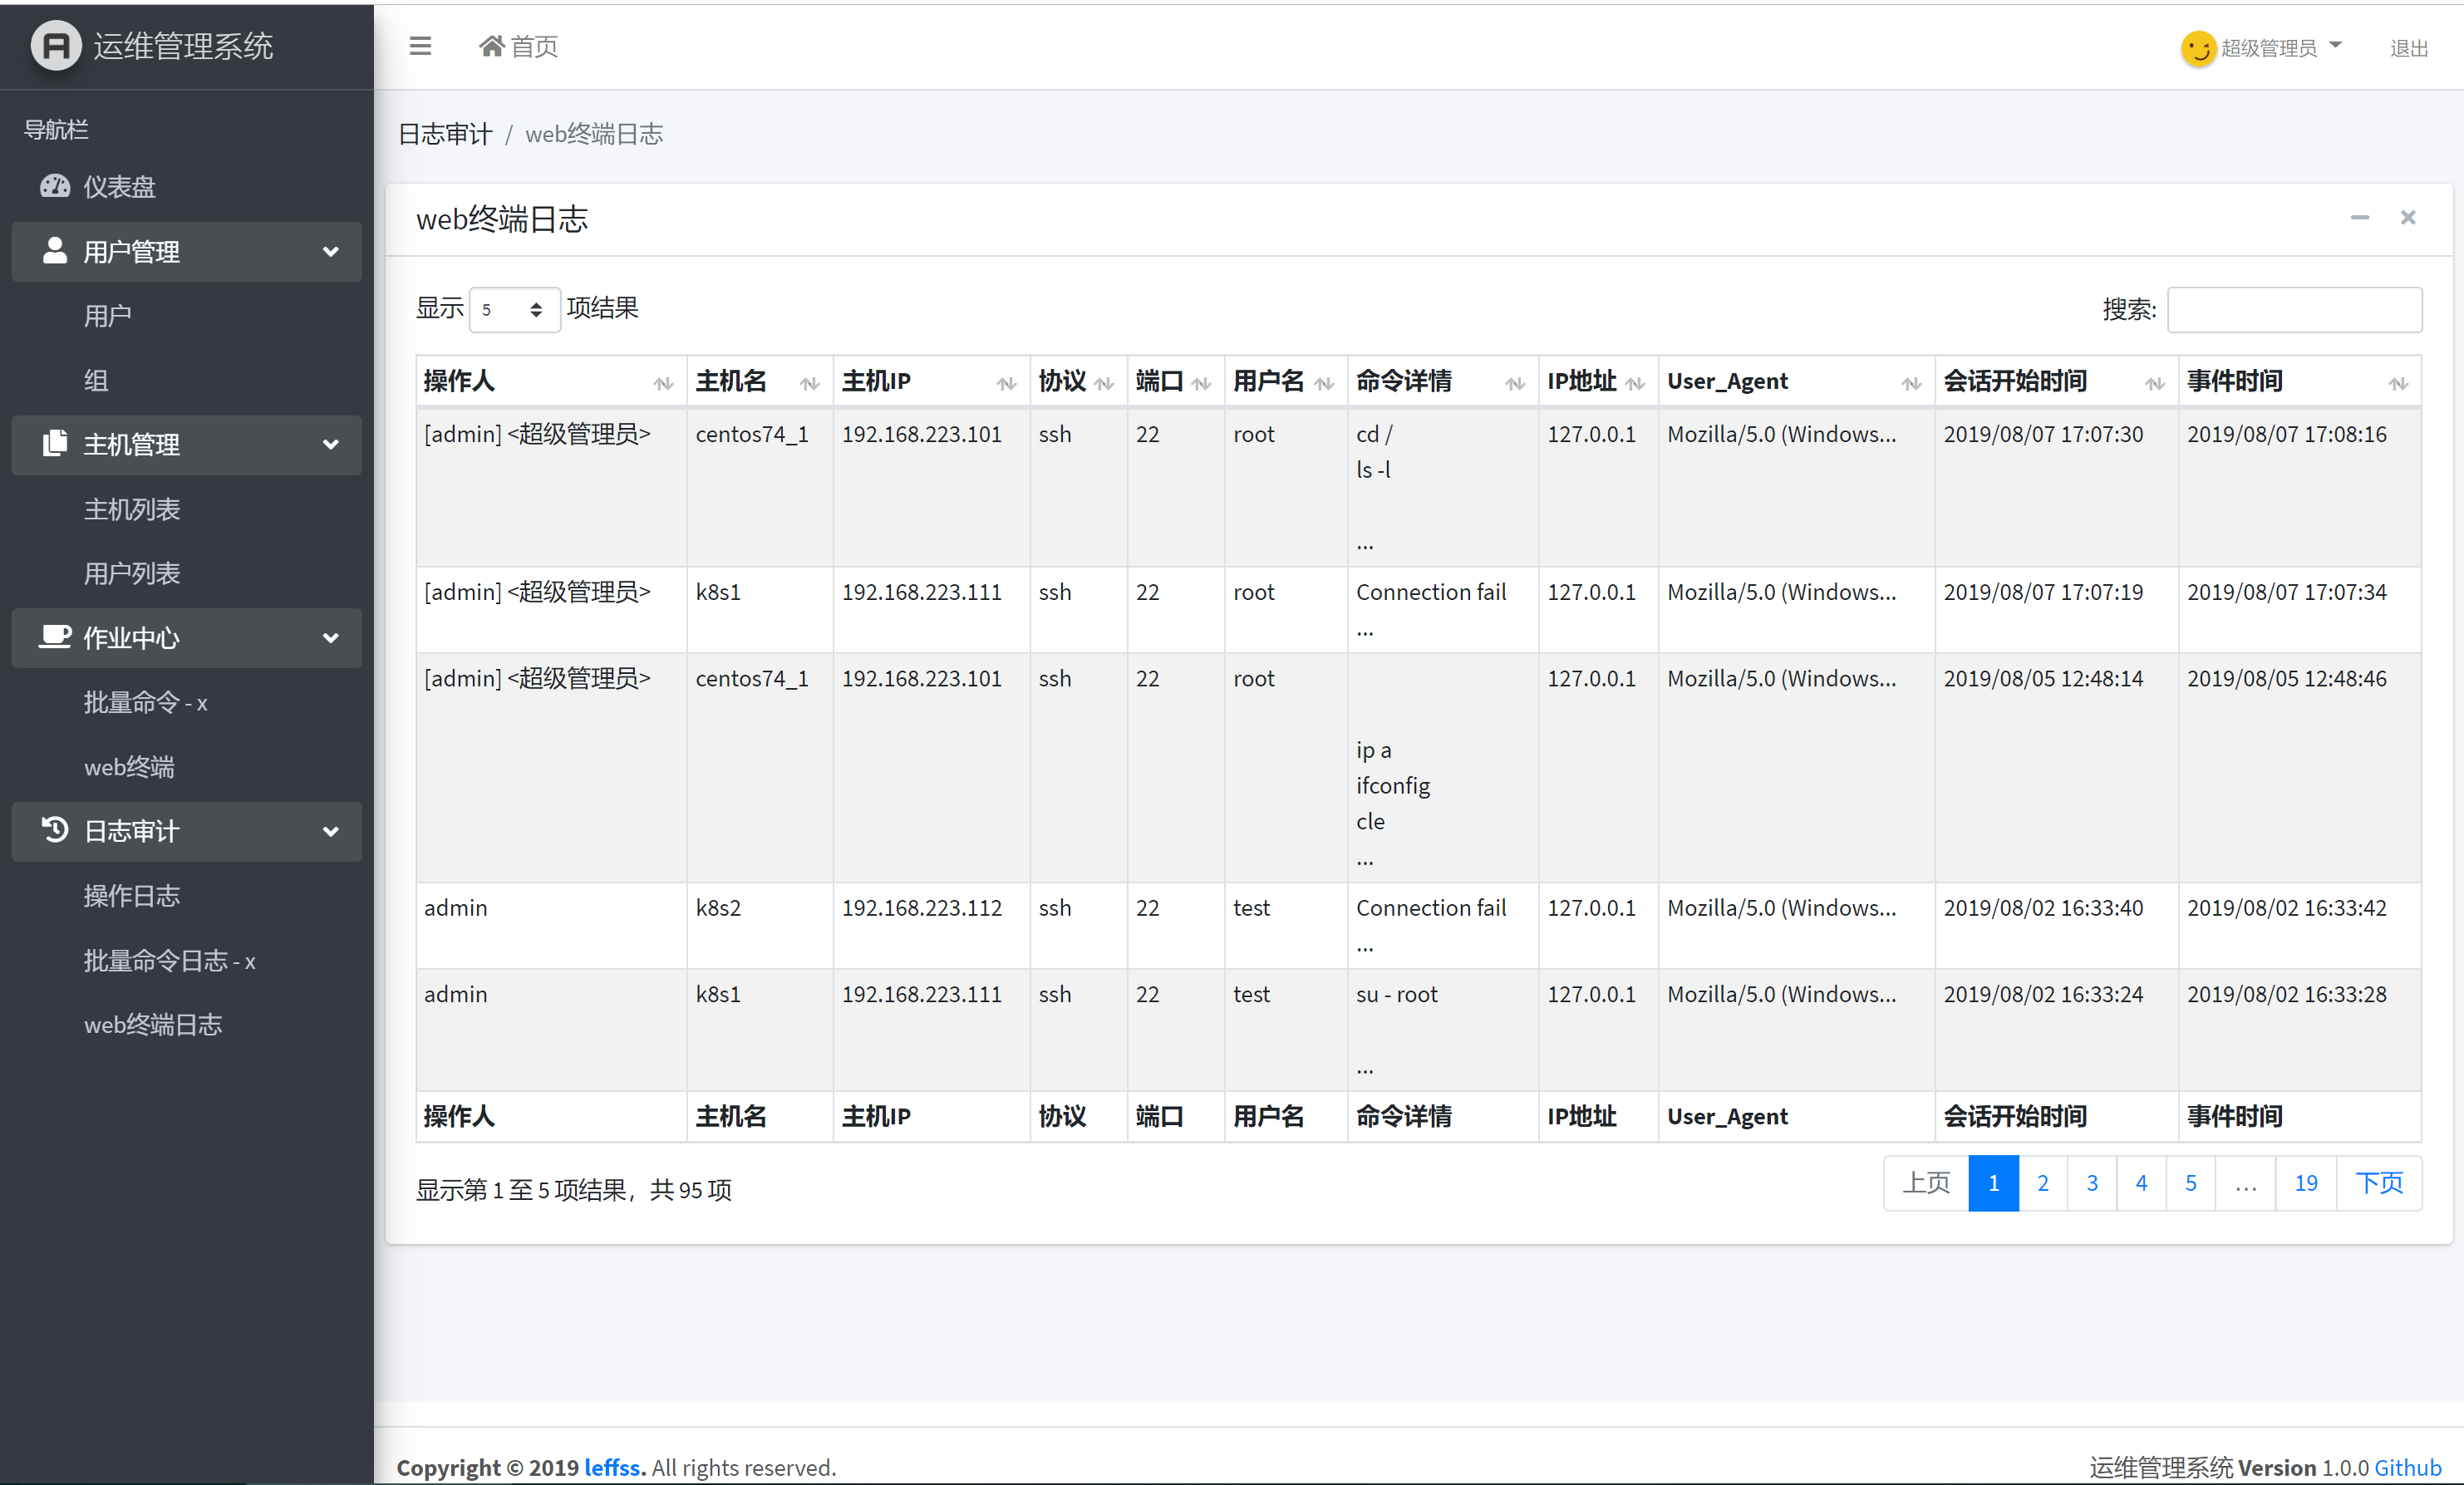 运维管理系统
首页
超级管理员
退出
导航栏
仪表盘
用户管理
用户
组
主机管理
主机列表
用户列表
作业中心
批量命令 - x
web终端
日志审计
操作日志
批量命令日志 - x
web终端日志
日志审计 / web终端日志
web终端日志
显示 5 项结果
搜索:
操作人 主机名 主机IP 协议 端口 用户名 命令详情 IP地址 User_Agent 会话开始时间 事件时间
[admin] <超级管理员> centos74_1 192.168.223.101 ssh 22 root cd / 127.0.0.1 Mozilla/5.0 (Windows... 2019/08/07 17:07:30 2019/08/07 17:08:16
ls -l
...
[admin] <超级管理员> k8s1 192.168.223.111 ssh 22 root Connection fail 127.0.0.1 Mozilla/5.0 (Windows... 2019/08/07 17:07:19 2019/08/07 17:07:34
...
[admin] <超级管理员> centos74_1 192.168.223.101 ssh 22 root 127.0.0.1 Mozilla/5.0 (Windows... 2019/08/05 12:48:14 2019/08/05 12:48:46
ip a
ifconfig
cle
...
admin k8s2 192.168.223.112 ssh 22 test Connection fail 127.0.0.1 Mozilla/5.0 (Windows... 2019/08/02 16:33:40 2019/08/02 16:33:42
...
admin k8s1 192.168.223.111 ssh 22 test su - root 127.0.0.1 Mozilla/5.0 (Windows... 2019/08/02 16:33:24 2019/08/02 16:33:28
...
操作人 主机名 主机IP 协议 端口 用户名 命令详情 IP地址 User_Agent 会话开始时间 事件时间
显示第 1 至 5 项结果，共 95 项
上页 1 2 3 4 5 … 19 下页
Copyright © 2019 leffss. All rights reserved.
运维管理系统 Version 1.0.0 Github